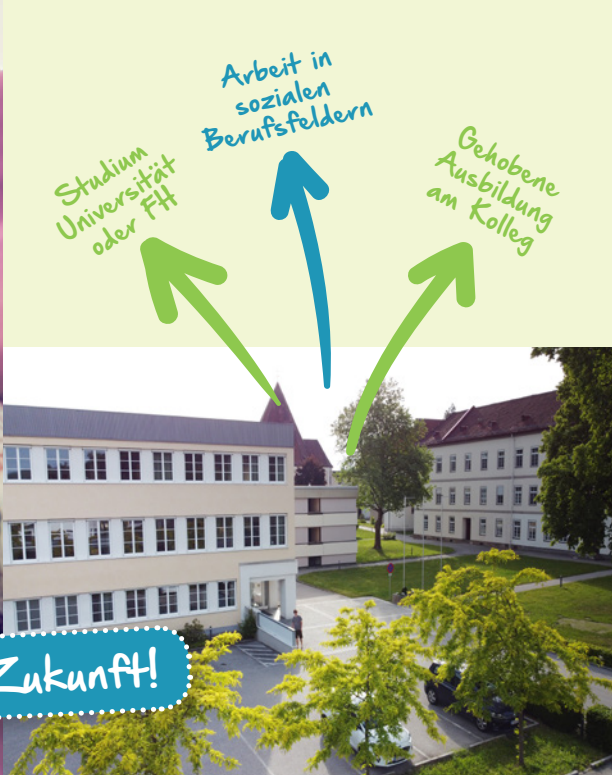 Arbeit in
sozialen
Berufsfeldern
Studium
Universität
oder FH
Gehobene
Ausbildung
am Kolleg
Zukunft!